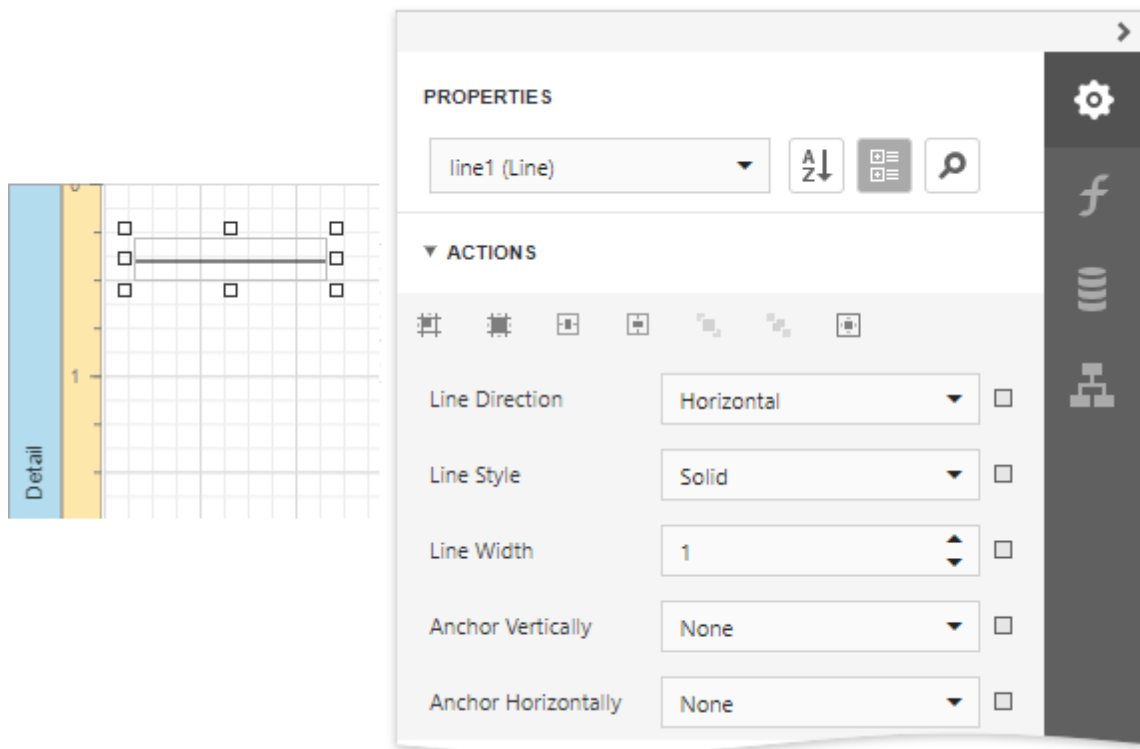 0
1
Detail
PROPERTIES
line1 (Line)
A
Z
ACTIONS
Line Direction
Horizontal
Line Style
Solid
Line Width
1
Anchor Vertically
None
Anchor Horizontally
None